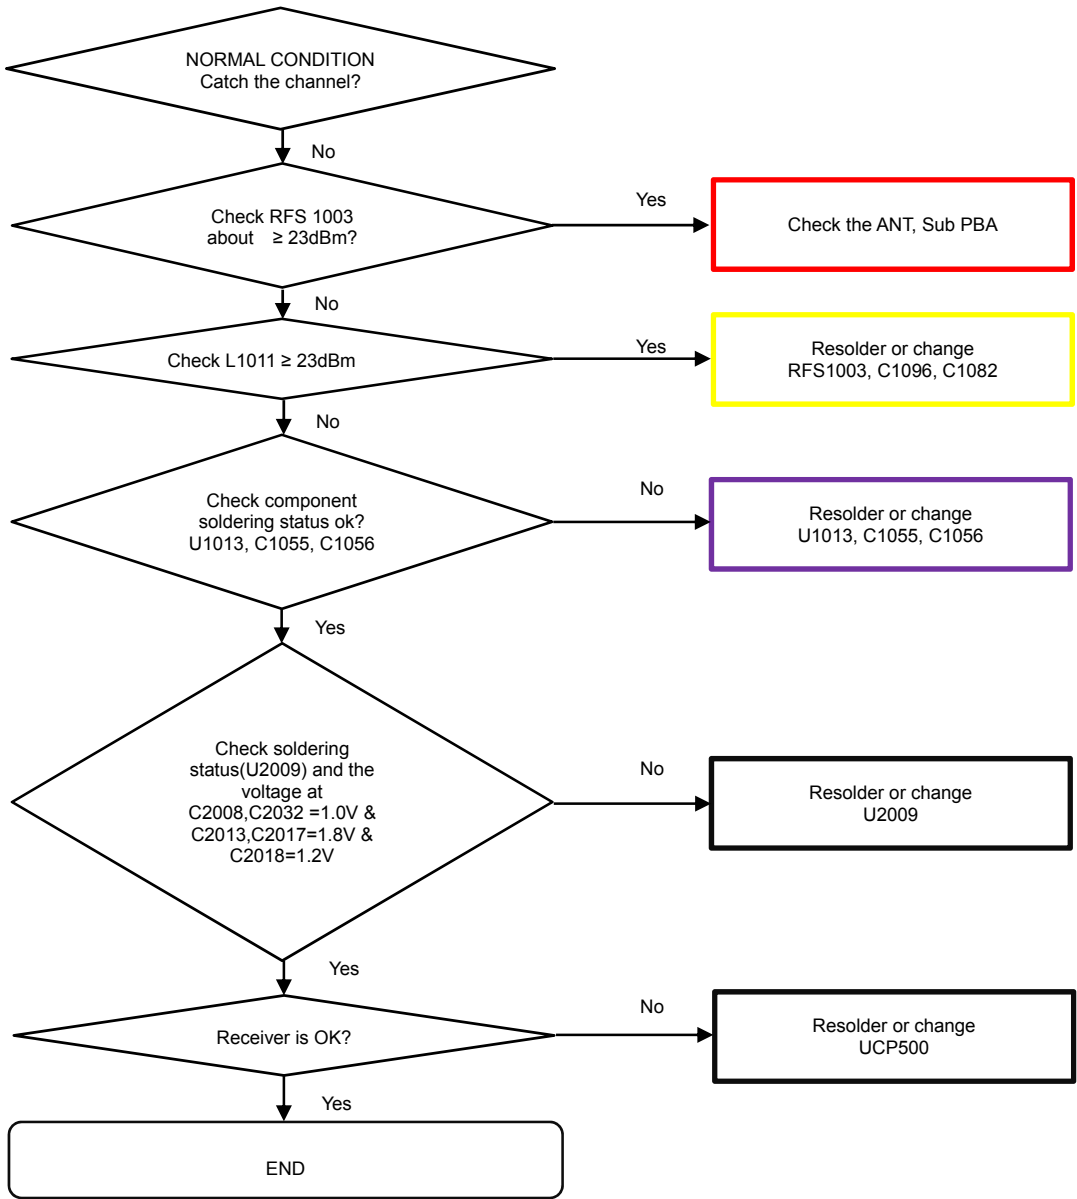 NORMAL CONDITION
Catch the channel?
No
Check RFS 1003
about ≥ 23dBm?
Yes
Check the ANT, Sub PBA
No
Check L1011 ≥ 23dBm
Yes
Resolder or change
RFS1003, C1096, C1082
No
Check component
soldering status ok?
U1013, C1055, C1056
No
Resolder or change
U1013, C1055, C1056
Yes
Check soldering
status(U2009) and the
voltage at
C2008,C2032 =1.0V &
C2013,C2017=1.8V &
C2018=1.2V
No
Resolder or change
U2009
Yes
Receiver is OK?
No
Resolder or change
UCP500
Yes
END